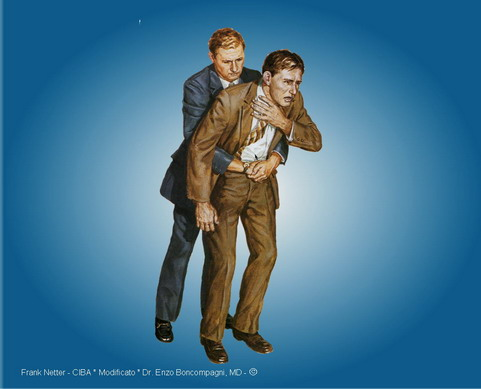 Frank Netter - CIBA * Modificato * Dr. Enzo Boncompagni, MD - ©